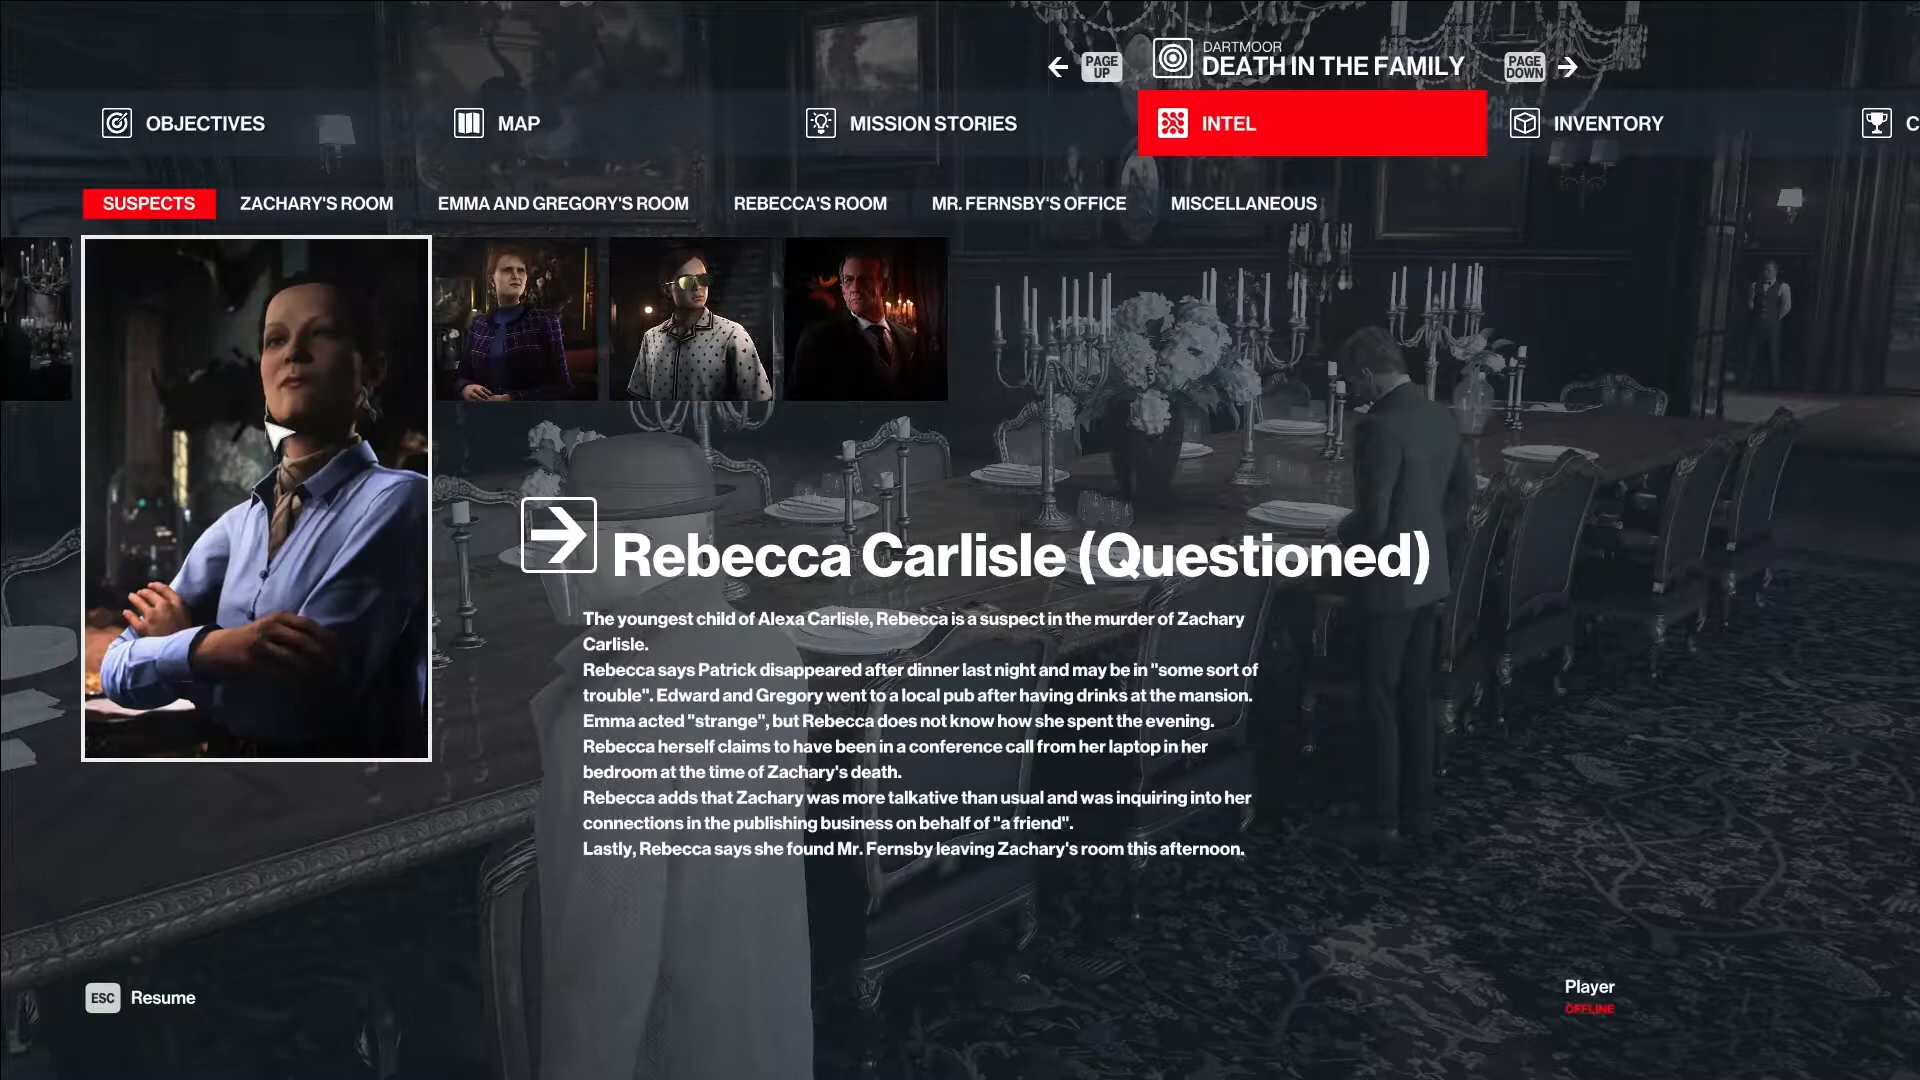 PAGE UP
DARTMOOR
DEATH IN THE FAMILY
PAGE DOWN
OBJECTIVES
MAP
MISSION STORIES
INTEL
INVENTORY
C
SUSPECTS
ZACHARY'S ROOM
EMMA AND GREGORY'S ROOM
REBECCA'S ROOM
MR. FERNSBY'S OFFICE
MISCELLANEOUS
Rebecca Carlisle (Questioned)
The youngest child of Alexa Carlisle, Rebecca is a suspect in the murder of Zachary
Carlisle.
Rebecca says Patrick disappeared after dinner last night and may be in "some sort of
trouble". Edward and Gregory went to a local pub after having drinks at the mansion.
Emma acted "strange", but Rebecca does not know how she spent the evening.
Rebecca herself claims to have been in a conference call from her laptop in her
bedroom at the time of Zachary's death.
Rebecca adds that Zachary was more talkative than usual and was inquiring into her
connections in the publishing business on behalf of "a friend".
Lastly, Rebecca says she found Mr. Fernsby leaving Zachary's room this afternoon.
ESC Resume
Player
OFFLINE